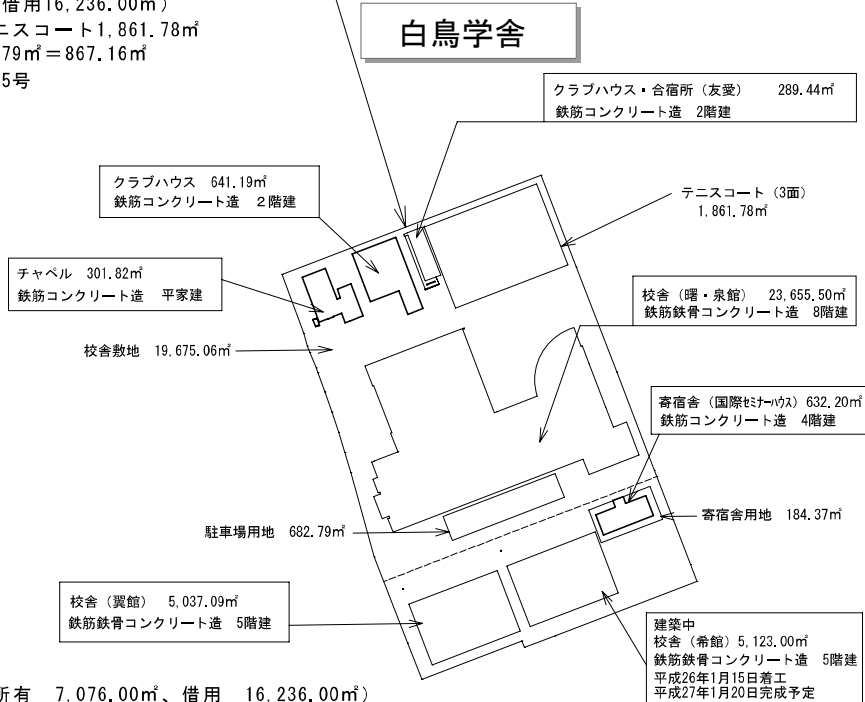 借用16,236.00㎡)
ニスコート1,861.78㎡
79㎡=867.16㎡
5号
白鳥学舎
クラブハウス・合宿所(友愛) 289.44㎡
鉄筋コンクリート造 2階建
クラブハウス 641.19㎡
鉄筋コンクリート造 2階建
テニスコート(3面)
1,861.78㎡
チャペル 301.82㎡
鉄筋コンクリート造 平家建
校舎(曙・泉館) 23,655.50㎡
鉄筋鉄骨コンクリート造 8階建
校舎敷地 19,675.06㎡
寄宿舎(国際セミナーハウス)632.20㎡
鉄筋コンクリート造 4階建
駐車場用地 682.79㎡
寄宿舎用地 184.37㎡
校舎(翼館) 5,037.09㎡
鉄筋鉄骨コンクリート造 5階建
建築中
校舎(希館)5,123.00㎡
鉄筋鉄骨コンクリート造 5階建
平成26年1月15日着工
平成27年1月20日完成予定
所有 7,076.00㎡、借用 16,236.00㎡)